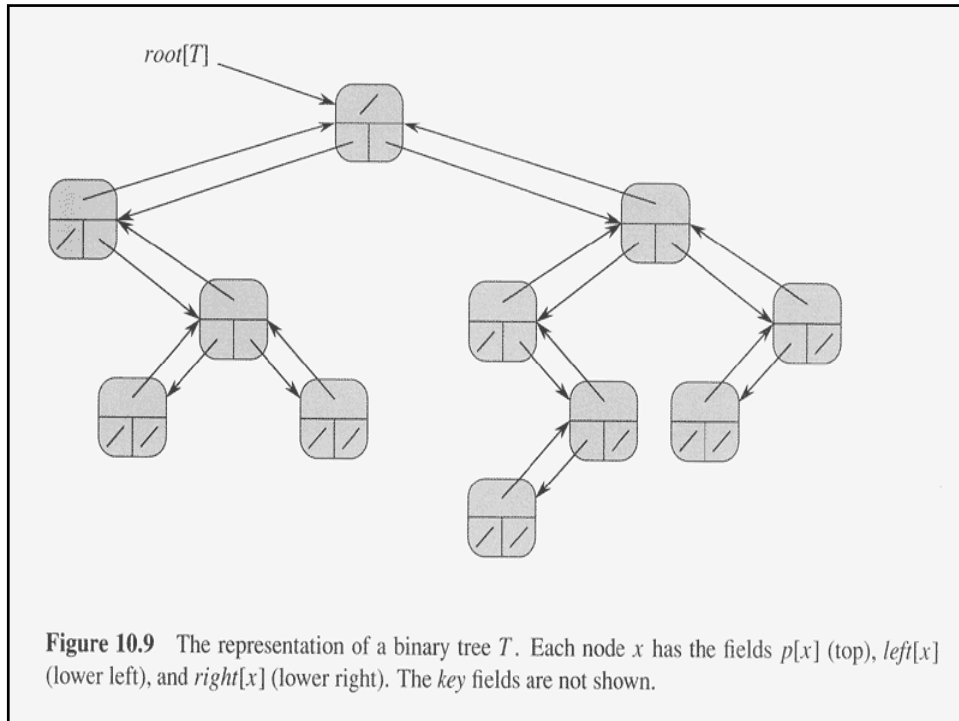 root[T]
Figure 10.9 The representation of a binary tree T. Each node x has the fields p[x] (top), left[x]
(lower left), and right[x] (lower right). The key fields are not shown.